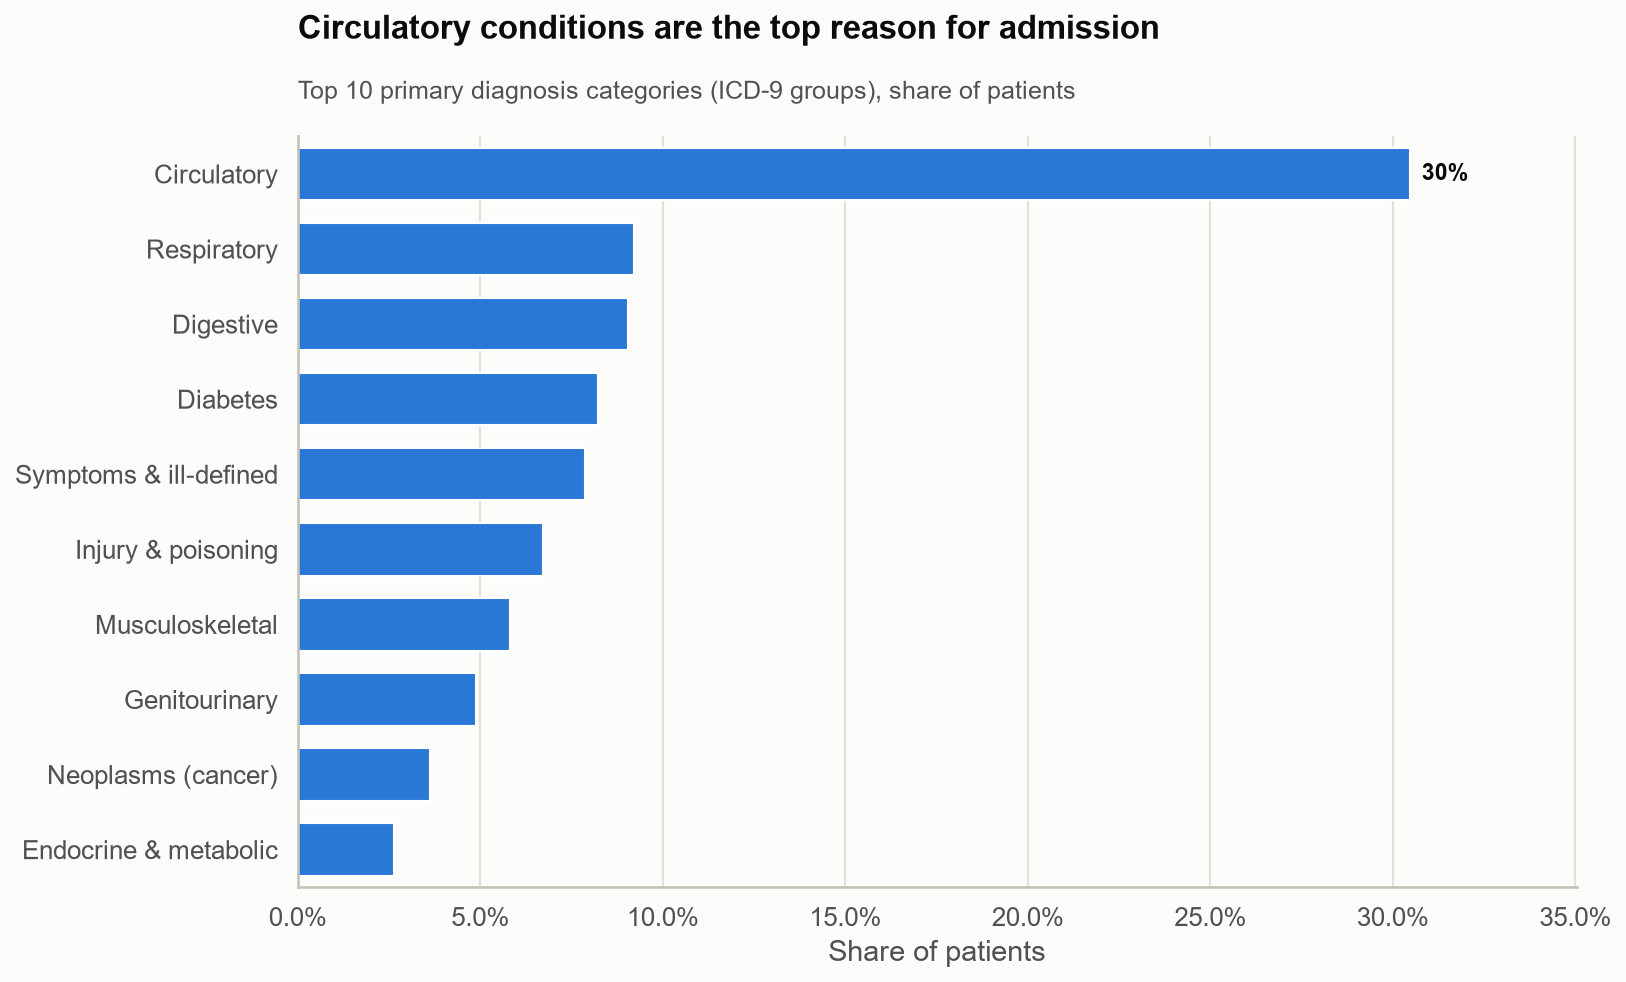 Circulatory conditions are the top reason for admission
Top 10 primary diagnosis categories (ICD-9 groups), share of patients
Circulatory
30%
Respiratory
Digestive
Diabetes
Symptoms & ill-defined
Injury & poisoning
Musculoskeletal
Genitourinary
Neoplasms (cancer)
Endocrine & metabolic
0.0% 5.0% 10.0% 15.0% 20.0% 25.0% 30.0% 35.0%
Share of patients